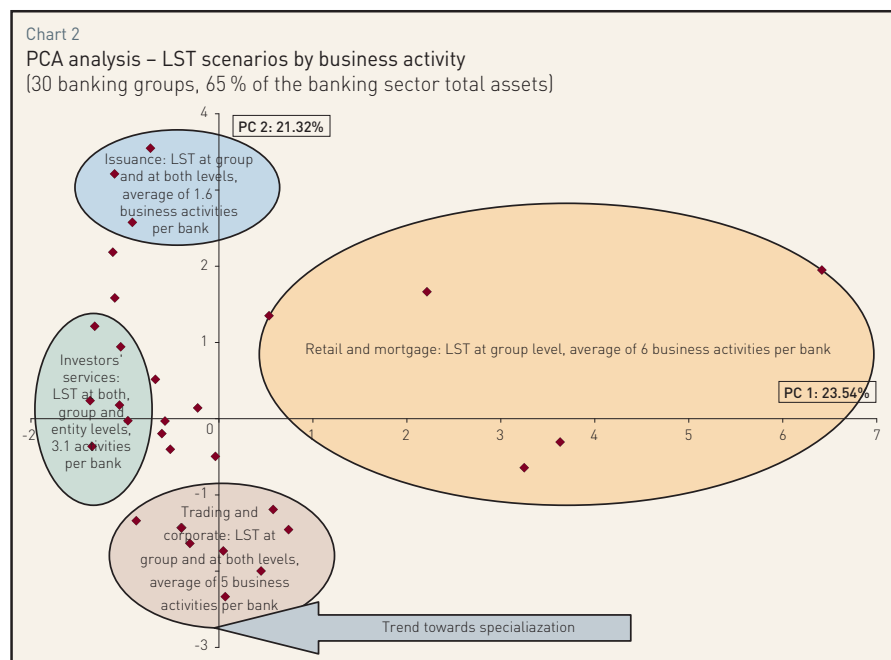 Chart 2
PCA analysis – LST scenarios by business activity
(30 banking groups, 65 % of the banking sector total assets)
4
PC 2: 21.32%
Issuance: LST at group
and at both levels,
average of 1.6
business activities
per bank
2
1
Retail and mortgage: LST at group level, average of 6 business activities per bank
Investors'
services:
LST at both,
group and
entity levels,
3.1 activities
per bank
PC 1: 23.54%
-2 0 1 2 3 4 5 6 7
-1
Trading and
corporate: LST at
group and at both levels,
average of 5 business
activities per bank
Trend towards specialiazation
-3